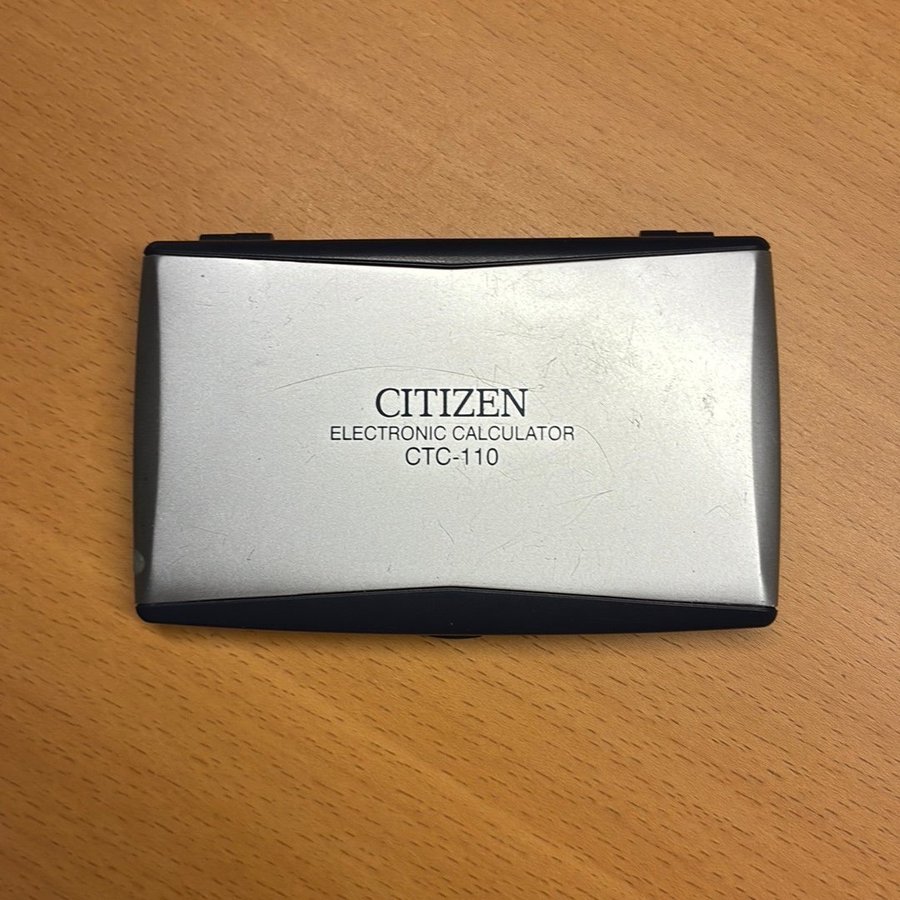 CITIZEN
ELECTRONIC CALCULATOR
CTC-110